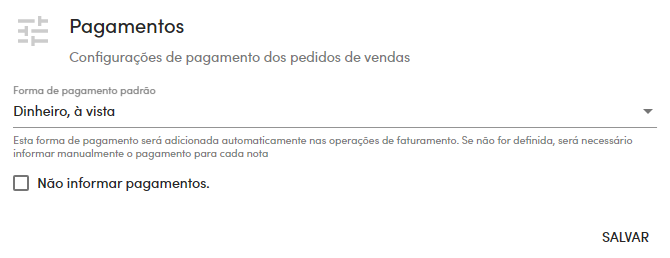 Pagamentos
Configurações de pagamento dos pedidos de vendas
Forma de pagamento padrão
Dinheiro, à vista
Esta forma de pagamento será adicionada automaticamente nas operações de faturamento. Se não for definida, será necessário
informar manualmente o pagamento para cada nota
Não informar pagamentos.
SALVAR